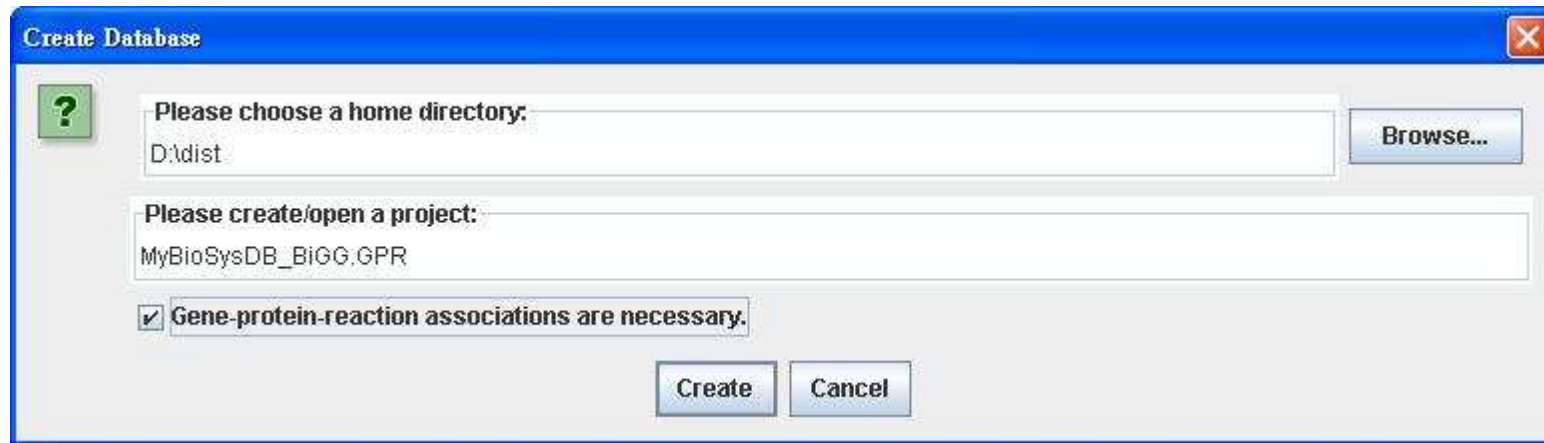 Create Database
?
Please choose a home directory:
D:\dist
Browse...
Please create/open a project:
MyBioSysDB_BiGG.GPR
Gene-protein-reaction associations are necessary.
Create
Cancel